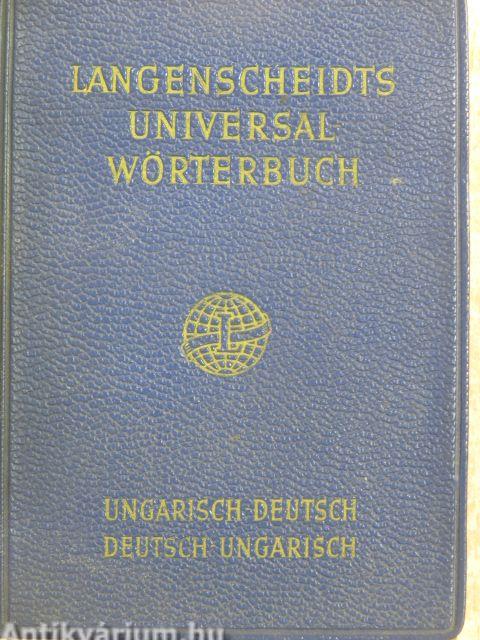 LANGENSCHEIDTS
UNIVERSAL-
WÖRTERBUCH
L
UNGARISCH-DEUTSCH
DEUTSCH-UNGARISCH
Antikvárium.hu